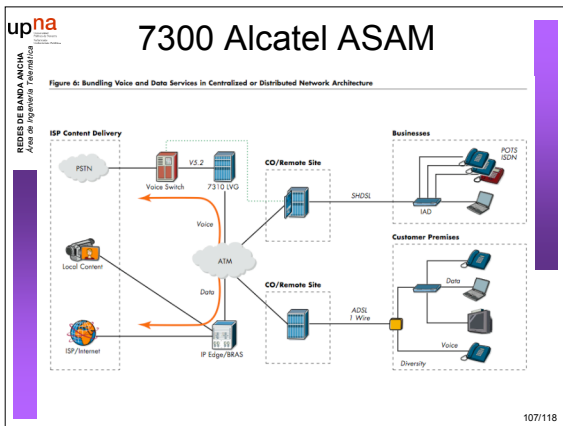 upna
7300 Alcatel ASAM
REDES DE BANDA ANCHA
Área de Ingeniería Telemática
Figure 6: Bundling Voice and Data Services in Centralized or Distributed Network Architecture
ISP Content Delivery
PSTN
Voice Switch
V5.2
7310 LVG
CO/Remote Site
SHDSL
Businesses
POTS
ISDN
IAD
Voice
ATM
Data
Local Content
ISP/Internet
IP Edge/BRAS
CO/Remote Site
ADSL
1 Wire
Customer Premises
Data
Voice
Diversity
107/118